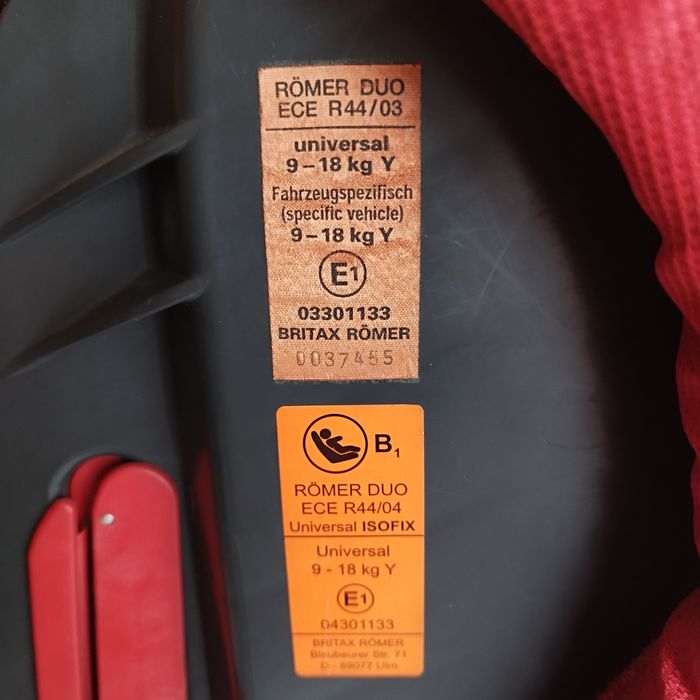 RÖMER DUO
ECE R44/03
universal
9–18 kg Y
Fahrzeugspezifisch
(specific vehicle)
9–18 kg Y
E1
03301133
BRITAX RÖMER
0037455
B1
RÖMER DUO
ECE R44/04
Universal ISOFIX
Universal
9 - 18 kg Y
E1
04301133
BRITAX RÖMER
Blaubeurer Str. 71
D - 89077 Ulm